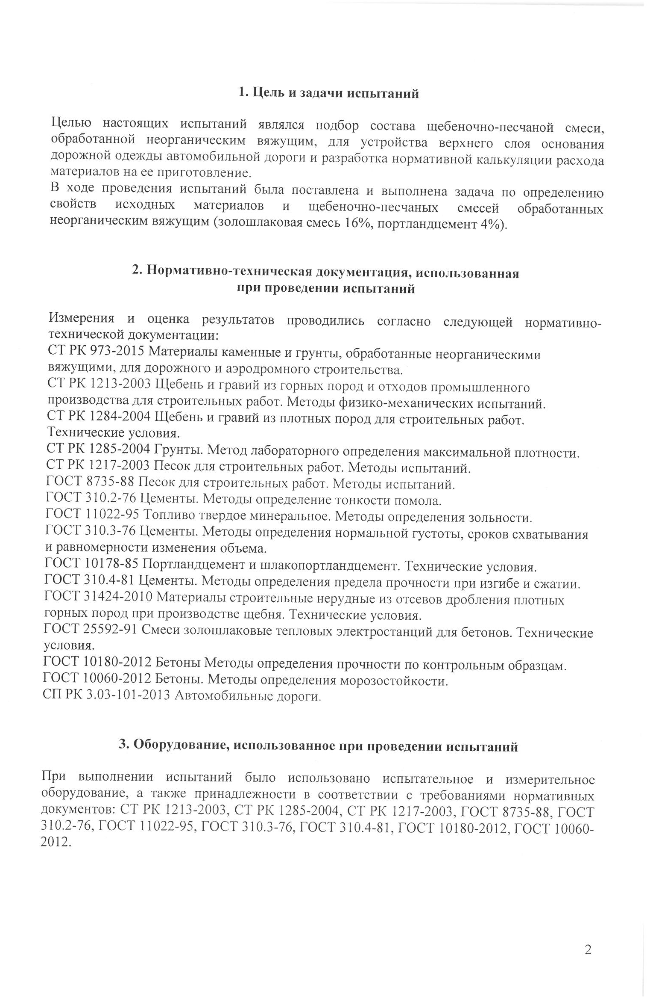 1. Цель и задачи испытаний
Целью настоящих испытаний являлся подбор состава щебеночно-песчаной смеси,
обработанной неорганическим вяжущим, для устройства верхнего слоя основания
дорожной одежды автомобильной дороги и разработка нормативной калькуляции расхода
материалов на ее приготовление.
В ходе проведения испытаний была поставлена и выполнена задача по определению
свойств исходных материалов и щебеночно-песчаных смесей обработанных
неорганическим вяжущим (золошлаковая смесь 16%, портландцемент 4%).
2. Нормативно-техническая документация, использованная
при проведении испытаний
Измерения и оценка результатов проводились согласно следующей нормативно-
технической документации:
СТ РК 973-2015 Материалы каменные и грунты, обработанные неорганическими
вяжущими, для дорожного и аэродромного строительства.
СТ РК 1213-2003 Щебень и гравий из горных пород и отходов промышленного
производства для строительных работ. Методы физико-механических испытаний.
СТ РК 1284-2004 Щебень и гравий из плотных пород для строительных работ.
Технические условия.
СТ РК 1285-2004 Грунты. Метод лабораторного определения максимальной плотности.
СТ РК 1217-2003 Песок для строительных работ. Методы испытаний.
ГОСТ 8735-88 Песок для строительных работ. Методы испытаний.
ГОСТ 310.2-76 Цементы. Методы определение тонкости помола.
ГОСТ 11022-95 Топливо твердое минеральное. Методы определения зольности.
ГОСТ 310.3-76 Цементы. Методы определения нормальной густоты, сроков схватывания
и равномерности изменения объема.
ГОСТ 10178-85 Портландцемент и шлакопортландцемент. Технические условия.
ГОСТ 310.4-81 Цементы. Методы определения предела прочности при изгибе и сжатии.
ГОСТ 31424-2010 Материалы строительные нерудные из отсевов дробления плотных
горных пород при производстве щебня. Технические условия.
ГОСТ 25592-91 Смеси золошлаковые тепловых электростанций для бетонов. Технические
условия.
ГОСТ 10180-2012 Бетоны Методы определения прочности по контрольным образцам.
ГОСТ 10060-2012 Бетоны. Методы определения морозостойкости.
СП РК 3.03-101-2013 Автомобильные дороги.
3. Оборудование, использованное при проведении испытаний
При выполнении испытаний было использовано испытательное и измерительное
оборудование, а также принадлежности в соответствии с требованиями нормативных
документов: СТ РК 1213-2003, СТ РК 1285-2004, СТ РК 1217-2003, ГОСТ 8735-88, ГОСТ
310.2-76, ГОСТ 11022-95, ГОСТ 310.3-76, ГОСТ 310.4-81, ГОСТ 10180-2012, ГОСТ 10060-
2012.
2